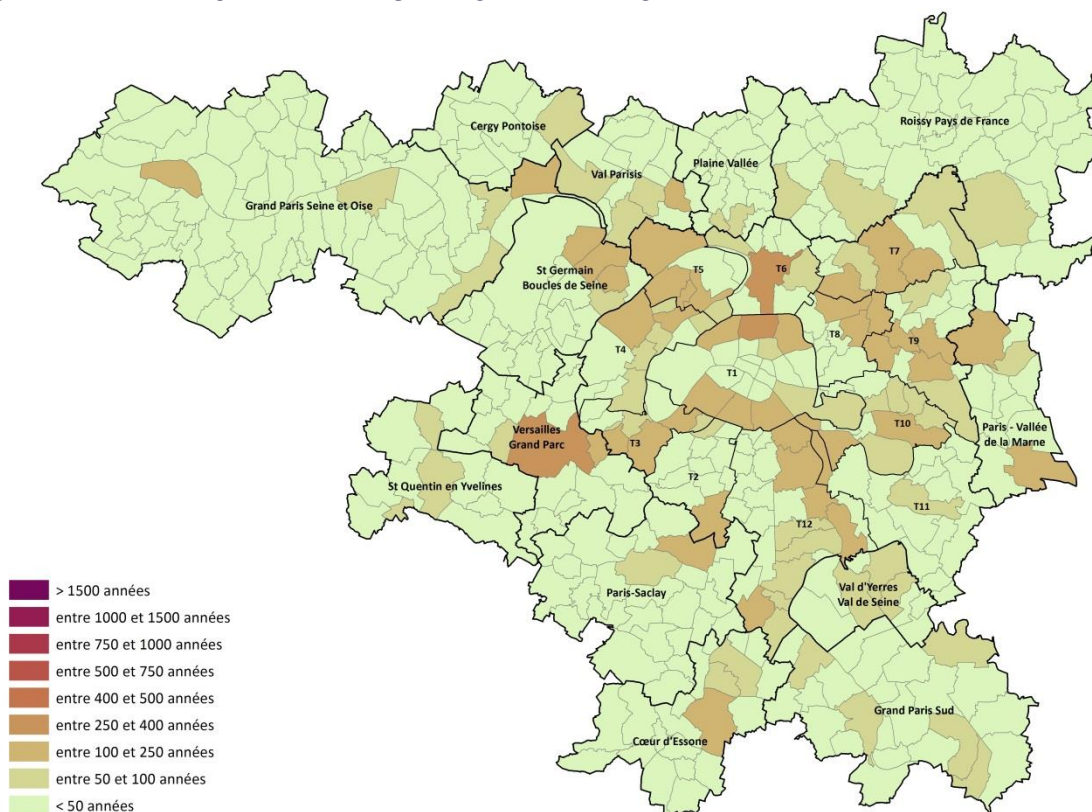 Roissy Pays de France
Cergy Pontoise
Plaine Vallée
Val Parisis
Grand Paris Seine et Oise
T7
T6
T5
St Germain
Boucles de Seine
T8
T9
T4
T1
T10
Paris - Vallée
de la Marne
Versailles
Grand Parc
T3
T2
St Quentin en Yvelines
T11
T12
Paris-Saclay
Val d'Yerres
Val de Seine
Grand Paris Sud
Cœur d'Essone
> 1500 années
entre 1000 et 1500 années
entre 750 et 1000 années
entre 500 et 750 années
entre 400 et 500 années
entre 250 et 400 années
entre 100 et 250 années
entre 50 et 100 années
< 50 années